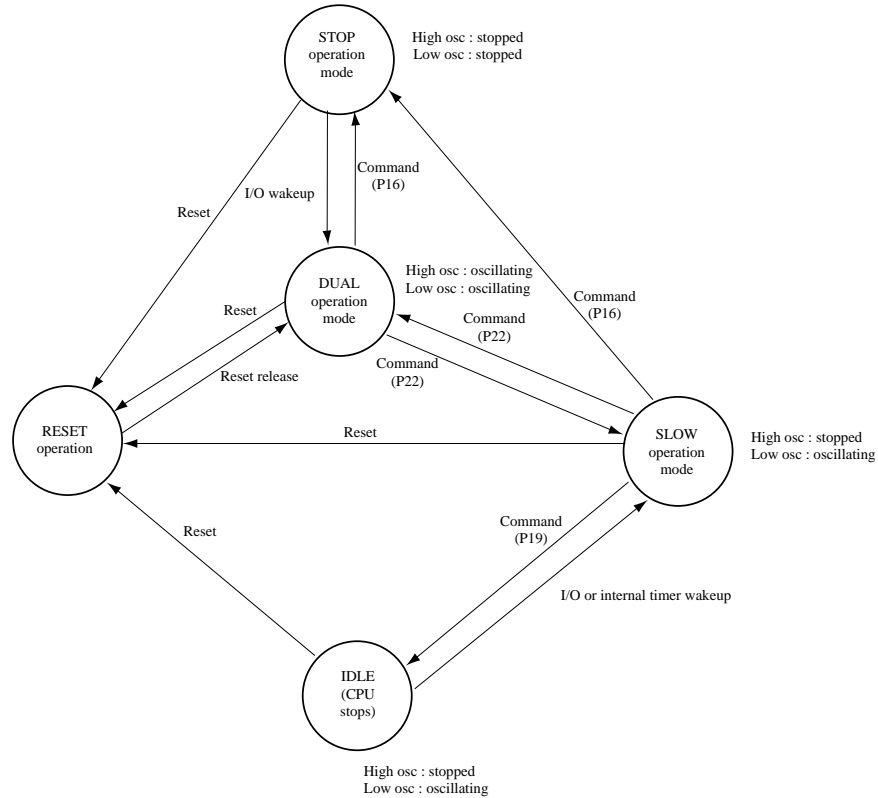 STOP
operation
mode
High osc : stopped
Low osc : stopped
Command
(P16)
I/O wakeup
Reset
DUAL
operation
mode
High osc : oscillating
Low osc : oscillating
Command
(P16)
Reset
Command
(P22)
Command
(P22)
Reset release
RESET
operation
Reset
SLOW
operation
mode
High osc : stopped
Low osc : oscillating
Reset
Command
(P19)
I/O or internal timer wakeup
IDLE
(CPU
stops)
High osc : stopped
Low osc : oscillating